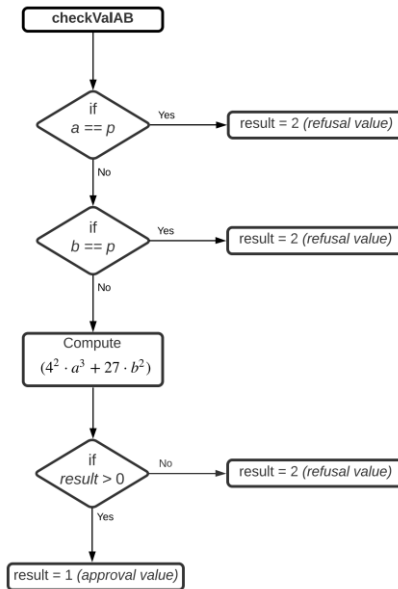 checkValAB
if
a == p
Yes
result = 2 (refusal value)
No
if
b == p
Yes
result = 2 (refusal value)
No
Compute
(4² · a³ + 27 · b²)
if
result > 0
No
result = 2 (refusal value)
Yes
result = 1 (approval value)